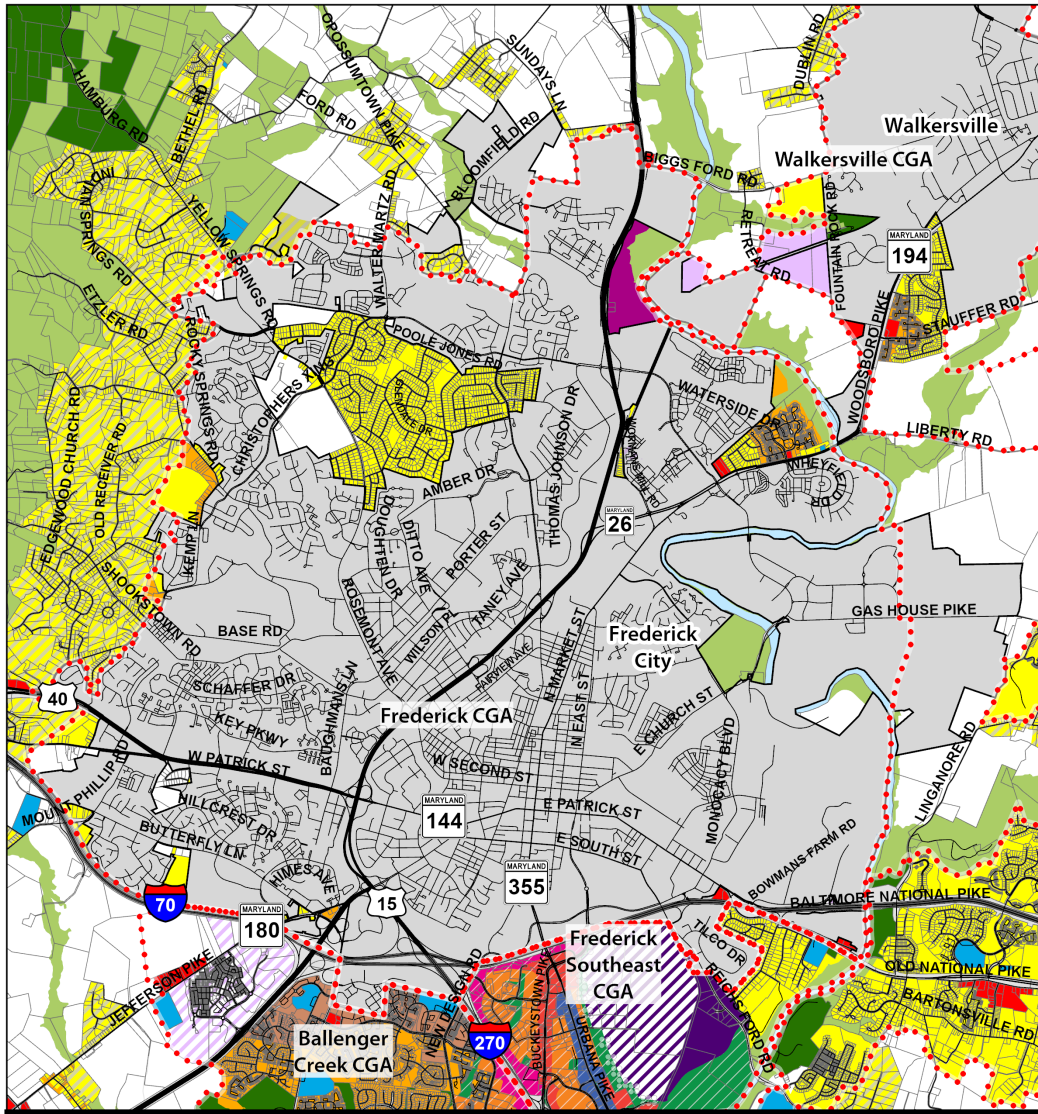 HAMBURG RD
BETHEL RD
OPOSSUMTOWN PIKE
FORD RD
SUNDAYS LN
DUBLIN RD
Walkersville
Walkersville CGA
BLOOMFIELD RD
BIGGS FORD RD
INDIAN SPRINGS RD
YELLOW SPRINGS RD
WALTER MARTZ RD
RETREAT RD
FOUNTAIN ROCK RD
MARYLAND
194
ETZLER RD
STAUFFER RD
ROCKY SPRINGS RD
POOLE JONES RD
WOODSBORO PIKE
CHRISTOPHERS XING
WATERSIDE DR
LIBERTY RD
EDGEWOOD CHURCH RD
OLD RECEIVER RD
THOMAS JOHNSON DR
AMBER DR
WHEYFIELD DR
KEMP LN
DOUGHTEN DR
DITTO AVE
PORTER ST
MARYLAND
26
SHOOKSTOWN RD
ROSEMONT AVE
WILSON PL
TANEY AVE
GAS HOUSE PIKE
BASE RD
Frederick
City
FAIRVIEW AVE
N MARKET ST
N EAST ST
40
SCHAFFER DR
KEY PKWY
BAUGHMANS LN
Frederick CGA
E CHURCH ST
MOUNT PHILLIP RD
W PATRICK ST
W SECOND ST
MONOCACY BLVD
LINGANORE RD
HILLCREST DR
MARYLAND
144
E PATRICK ST
BUTTERFLY LN
E SOUTH ST
BOWMANS FARM RD
HIMES AVE
MARYLAND
355
70
15
BALTIMORE NATIONAL PIKE
MARYLAND
180
TILCO DR
Frederick
Southeast
CGA
OLD NATIONAL PIKE
JEFFERSON PIKE
NEW DESIGN RD
BUCKEYSTOWN PIKE
REICHS FORD RD
BARTONSVILLE RD
Ballenger
Creek CGA
270
URBANA PIKE